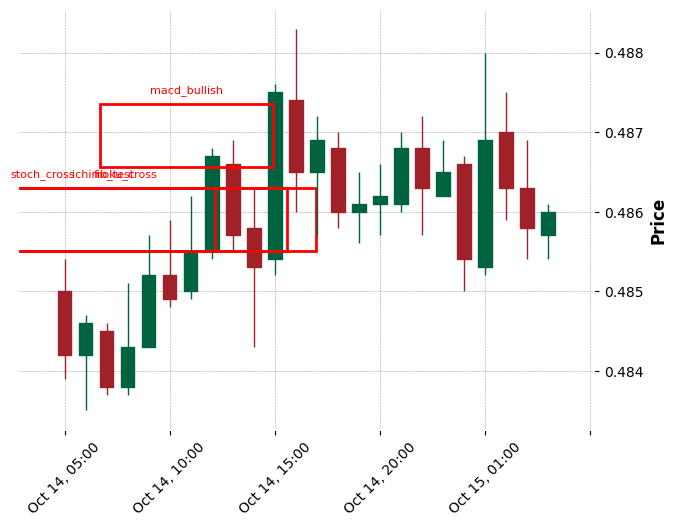 macd_bullish
stoch_cross
0.488
0.487
0.486
0.485
0.484
Price
Oct 14, 05:00
Oct 14, 10:00
Oct 14, 15:00
Oct 14, 20:00
Oct 15, 01:00